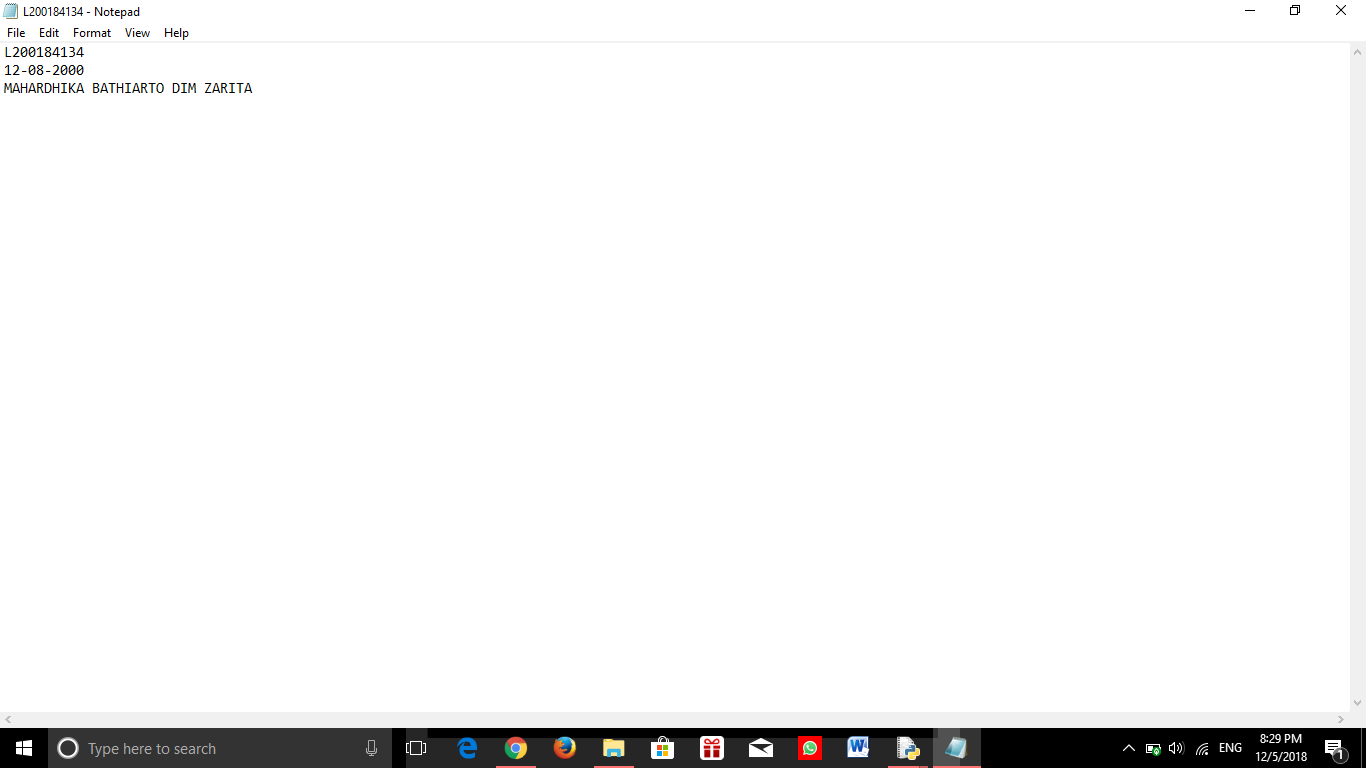 L200184134 - Notepad
File Edit Format View Help
L200184134
12-08-2000
MAHARDHIKA BATHIARTO DIM ZARITA
Type here to search
ENG
8:29 PM
12/5/2018
1